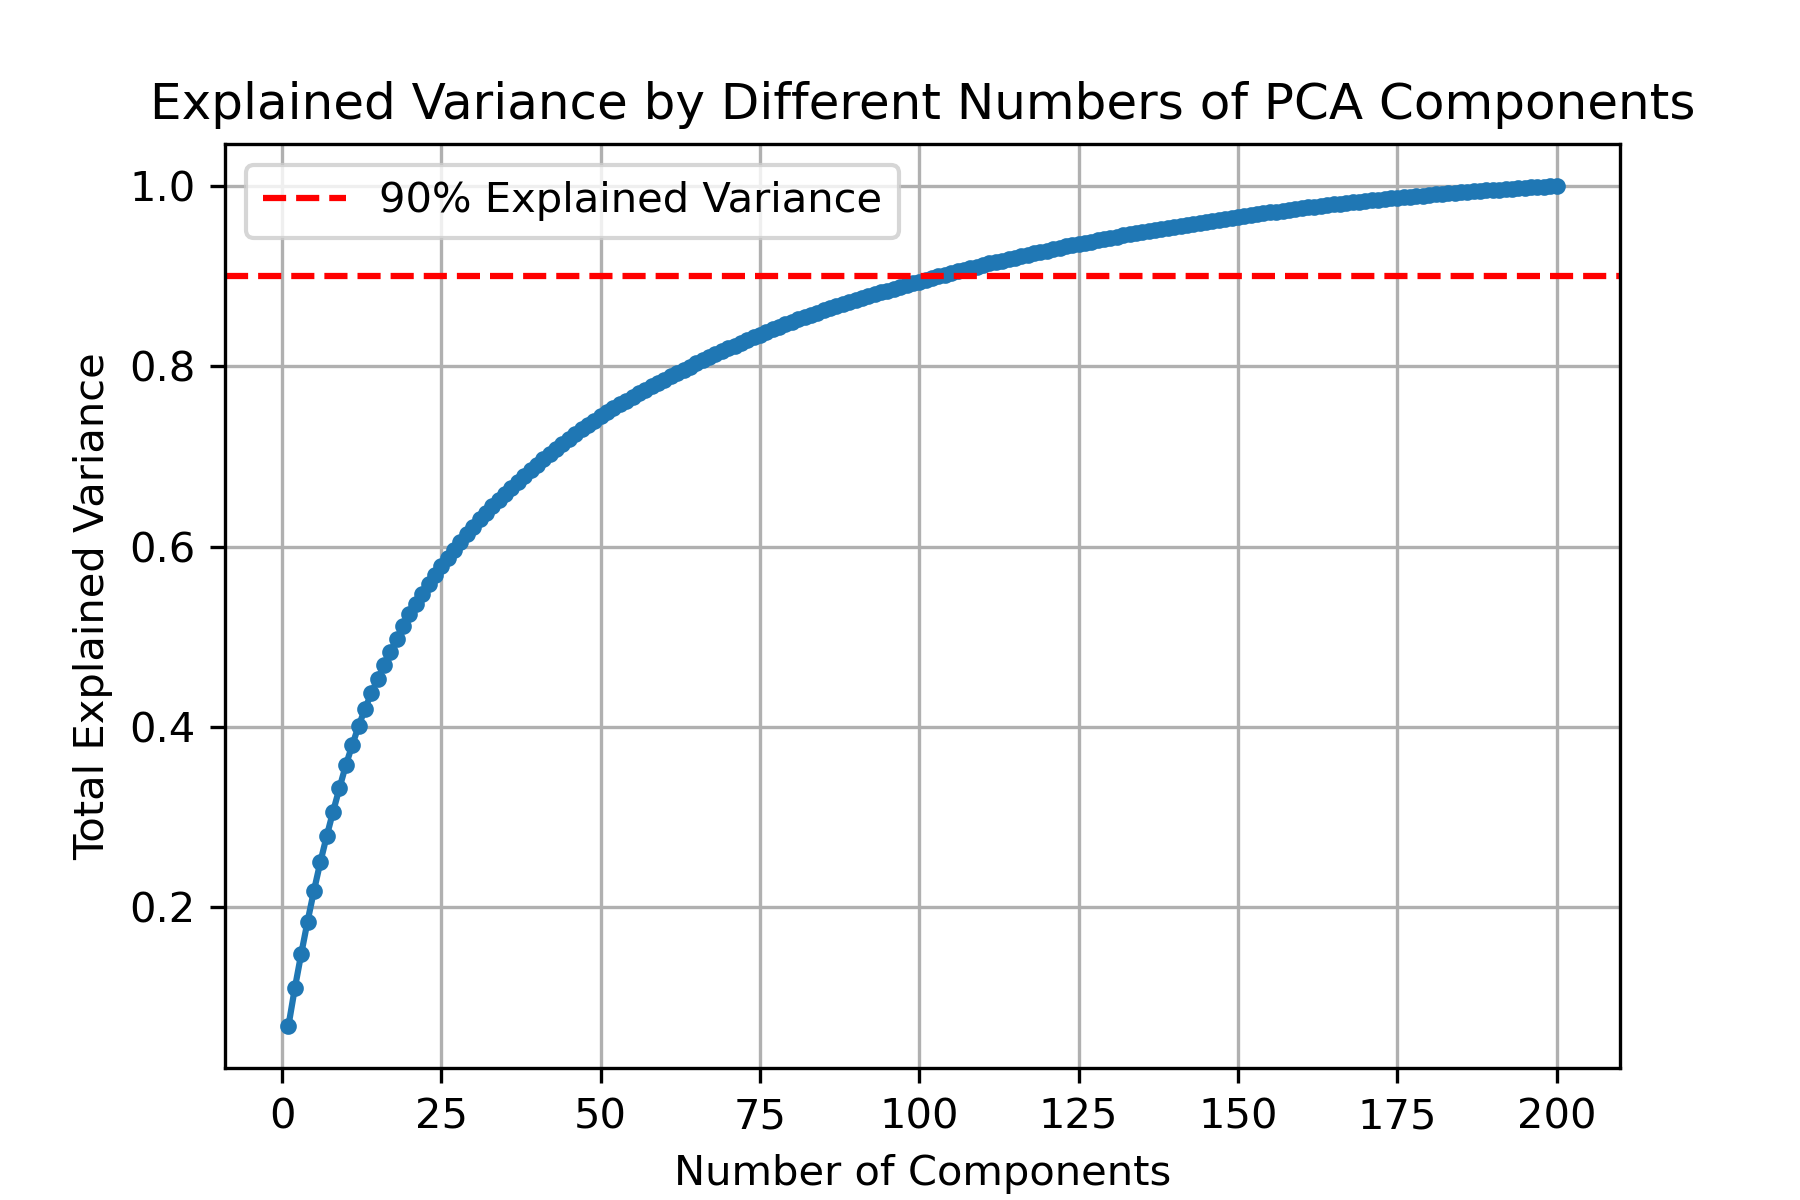 Explained Variance by Different Numbers of PCA Components
90% Explained Variance
Total Explained Variance
1.0
0.8
0.6
0.4
0.2
0 25 50 75 100 125 150 175 200
Number of Components